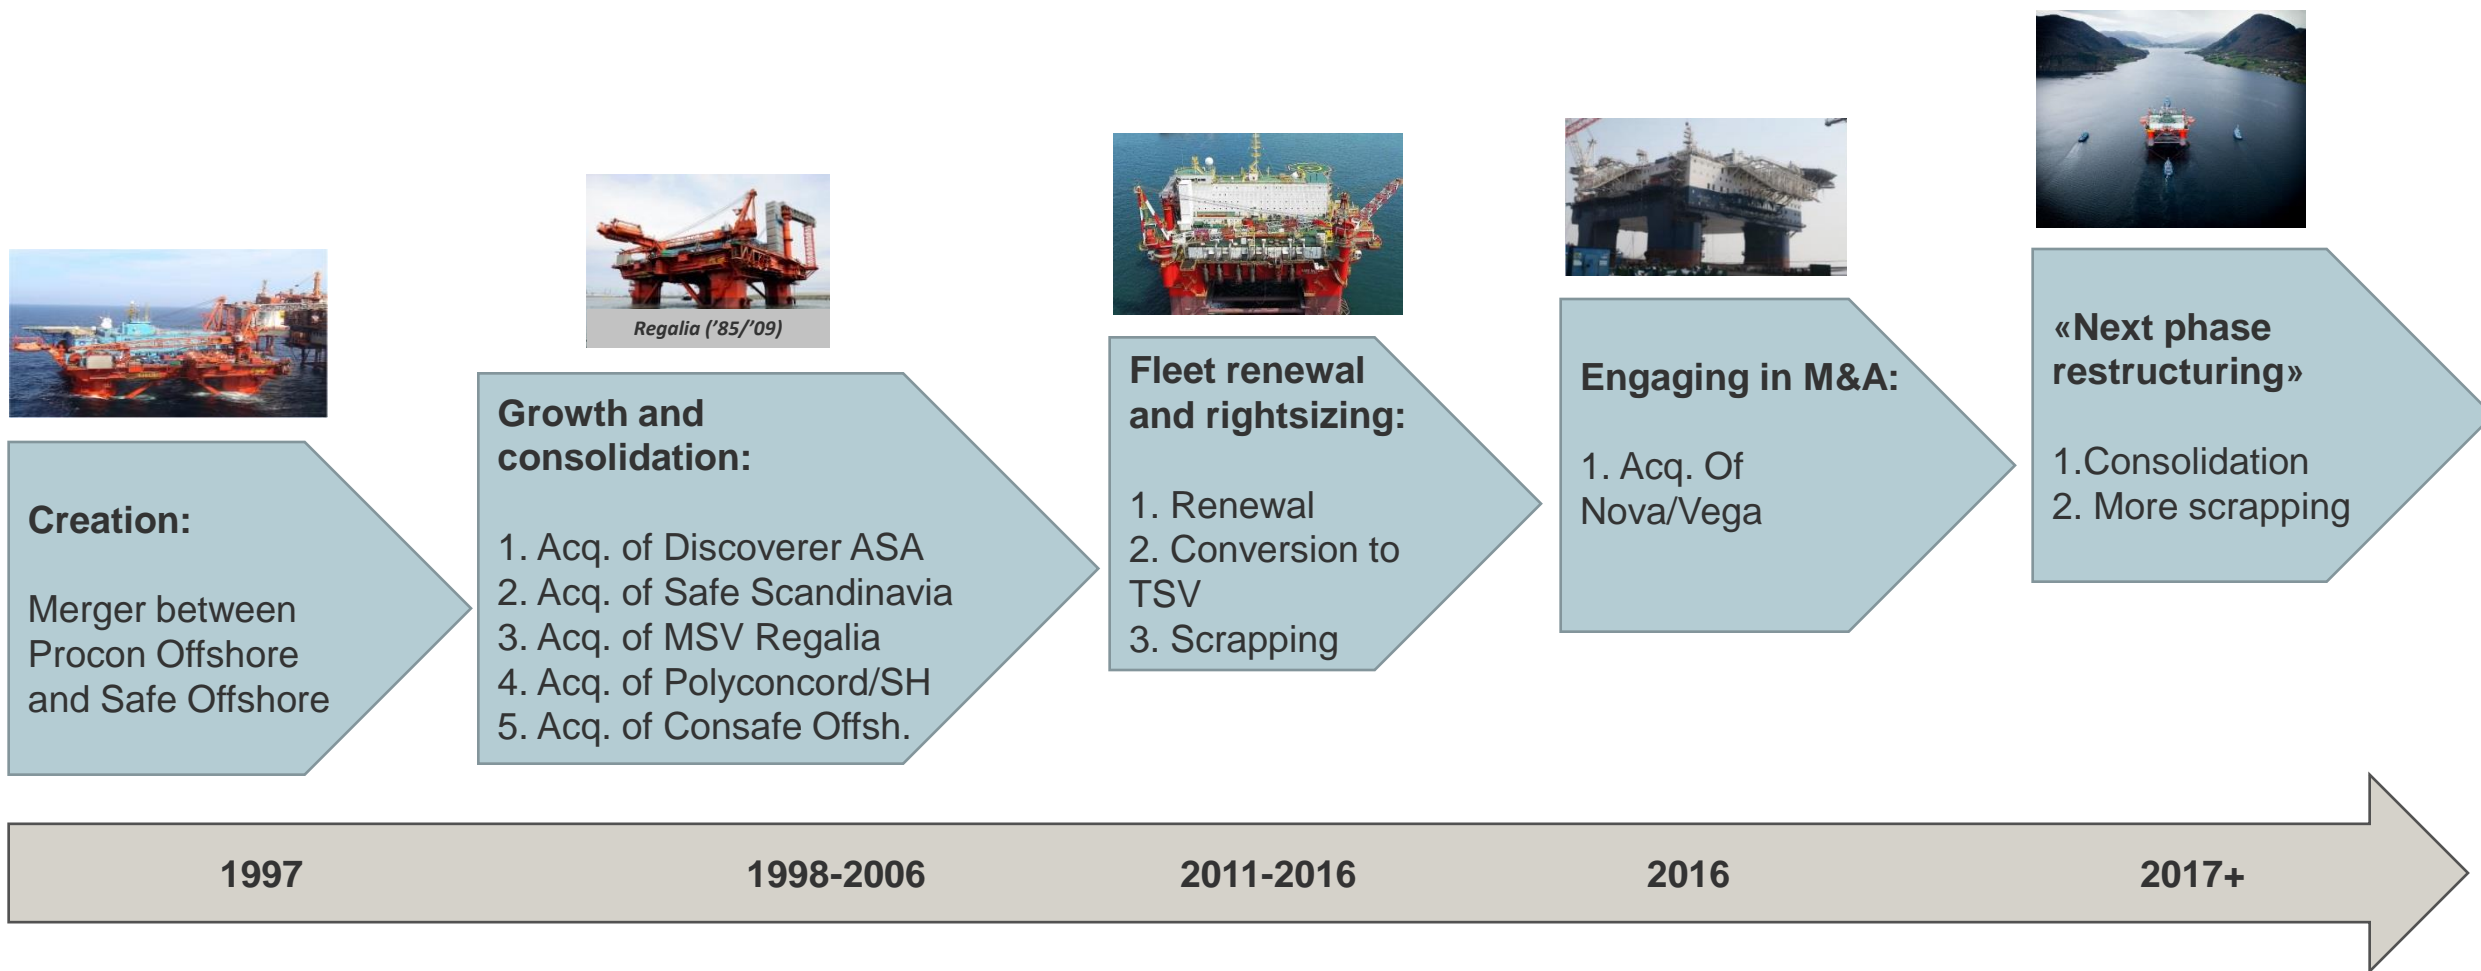 Regalia (’85/’09)
Creation:
Merger between
Procon Offshore
and Safe Offshore
Growth and
consolidation:
1. Acq. of Discoverer ASA
2. Acq. of Safe Scandinavia
3. Acq. of MSV Regalia
4. Acq. of Polyconcord/SH
5. Acq. of Consafe Offsh.
Fleet renewal
and rightsizing:
1. Renewal
2. Conversion to
TSV
3. Scrapping
Engaging in M&A:
1. Acq. Of
Nova/Vega
«Next phase
restructuring»
1.Consolidation
2. More scrapping
1997
1998-2006
2011-2016
2016
2017+